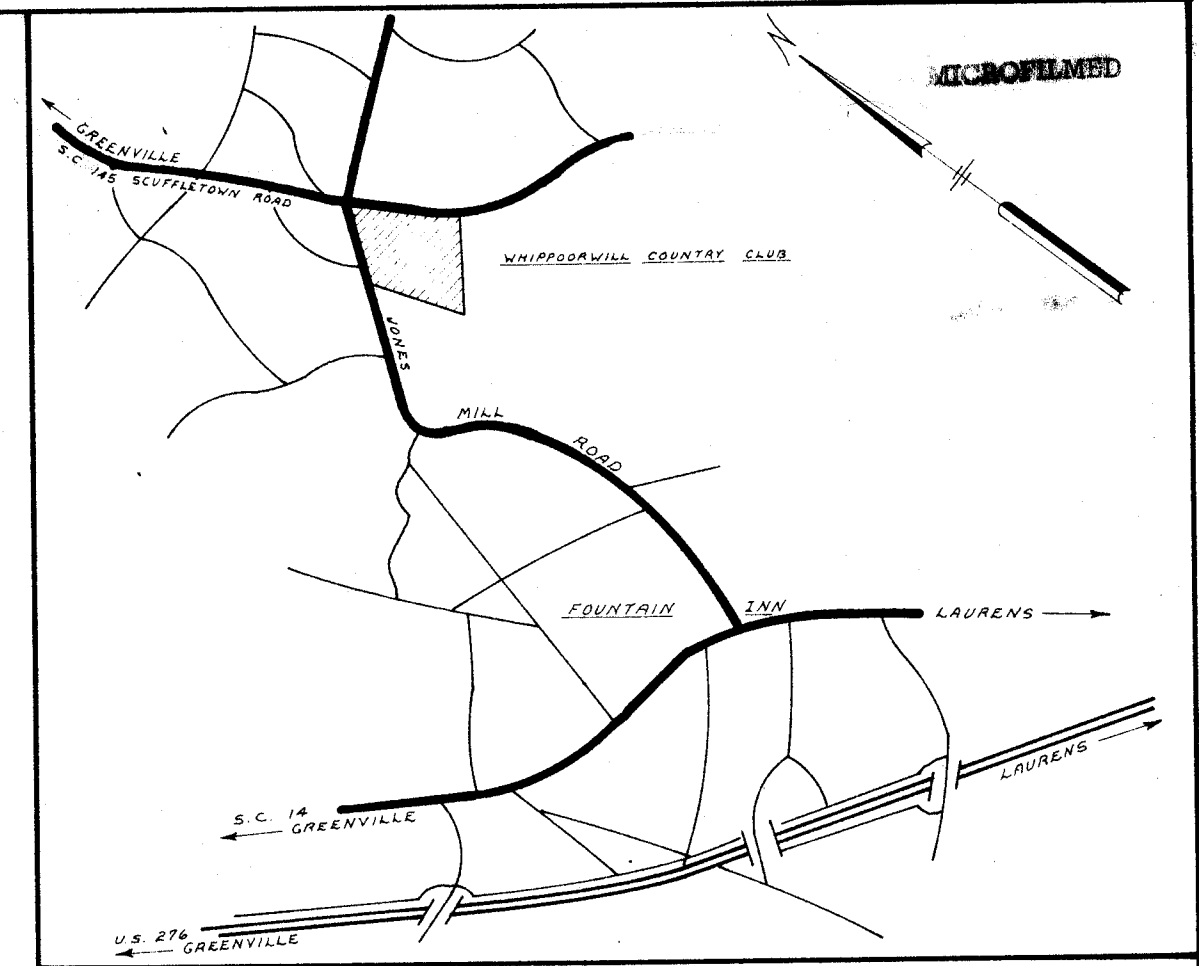 N
MICROFILMED
GREENVILLE
S.C. 145 SCUFFLETOWN ROAD
WHIPPOORWILL COUNTRY CLUB
JONES
MILL
ROAD
FOUNTAIN INN
LAURENS
LAURENS
S.C. 14
GREENVILLE
U.S. 276
GREENVILLE